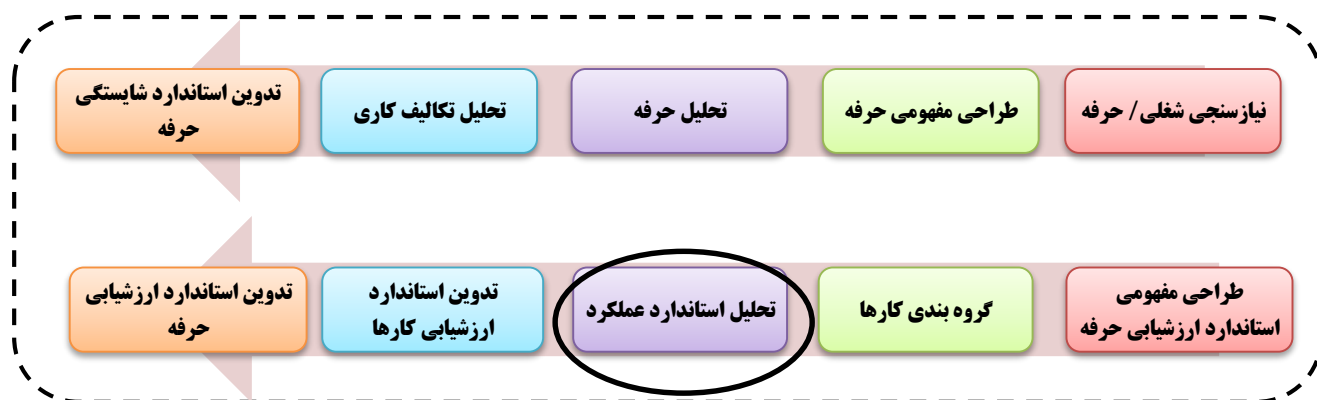 نیازسنجی شغلی/ حرفه
طراحی مفهومی حرفه
تحلیل حرفه
تحلیل تکالیف کاری
تدوین استاندارد شایستگی
حرفه
طراحی مفهومی
استاندارد ارزشیابی حرفه
گروه بندی کارها
تحلیل استاندارد عملکرد
تدوین استاندارد
ارزشیابی کارها
تدوین استاندارد ارزشیابی
حرفه